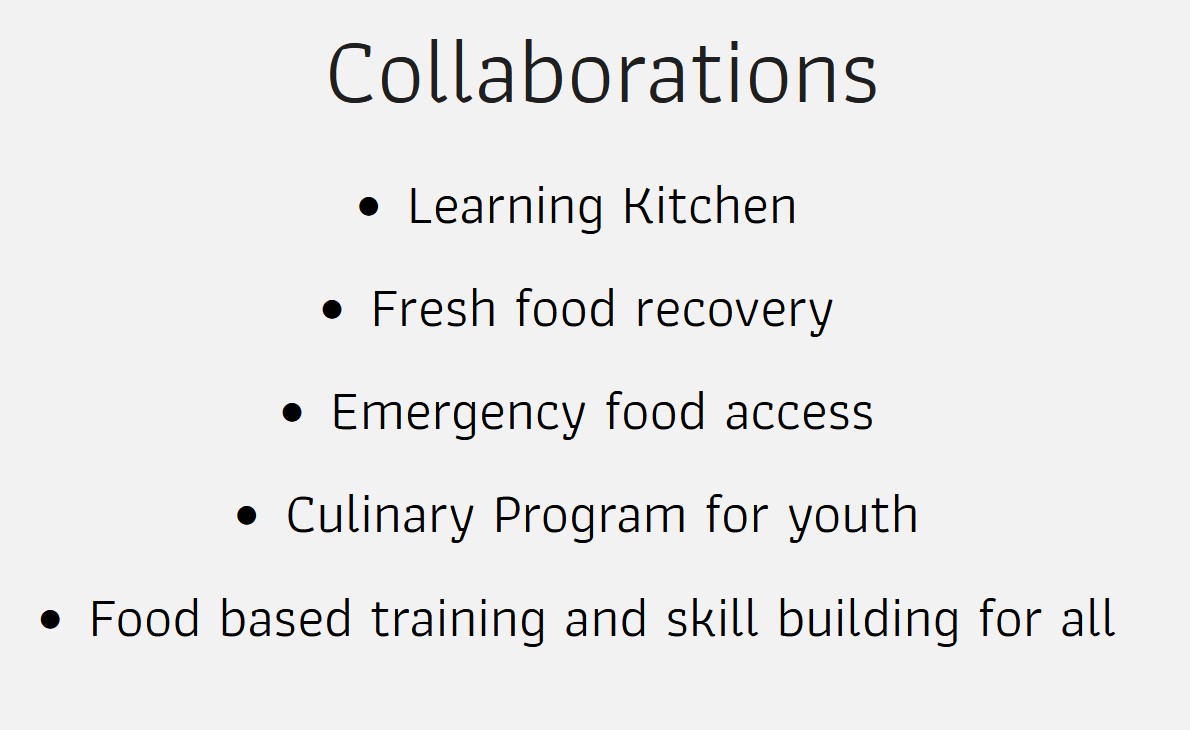 Collaborations
• Learning Kitchen
• Fresh food recovery
• Emergency food access
• Culinary Program for youth
• Food based training and skill building for all